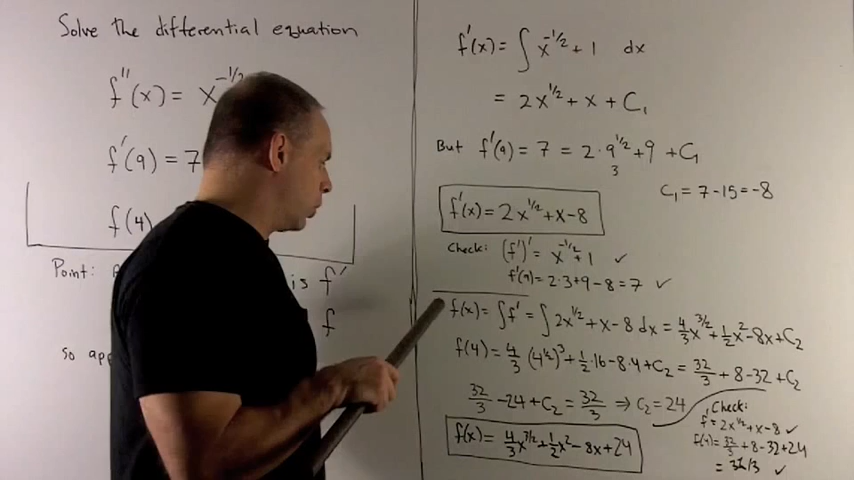 Solve the differential equation
f''(x) = x^{-1/2}
f'(9) = 7
f(4)
Point: is f'
f
so
f'(x) = ∫ x^{-1/2} + 1 dx
= 2x^{1/2} + x + C₁
But f'(9) = 7 = 2·9^{1/2} + 9 + C₁
3
C₁ = 7-15 = -8
f'(x) = 2x^{1/2} + x - 8
Check: (f')' = x^{-1/2} + 1 ✓
f'(9) = 2·3+9-8 = 7 ✓
f(x) = ∫f' = ∫ 2x^{1/2} + x - 8 dx = 4/3 x^{3/2} + 1/2 x² - 8x + C₂
f(4) = 4/3 (4^{1/2})³ + 1/2·16 - 8·4 + C₂ = 32/3 + 8 - 32 + C₂
32/3 - 24 + C₂ = 32/3 ⇒ C₂ = 24
f(x) = 4/3 x^{3/2} + 1/2 x² - 8x + 24
Check:
f' = 2x^{1/2} + x - 8 ✓
f(4) = 32/3 + 8 - 32 + 24
= 32/3 ✓